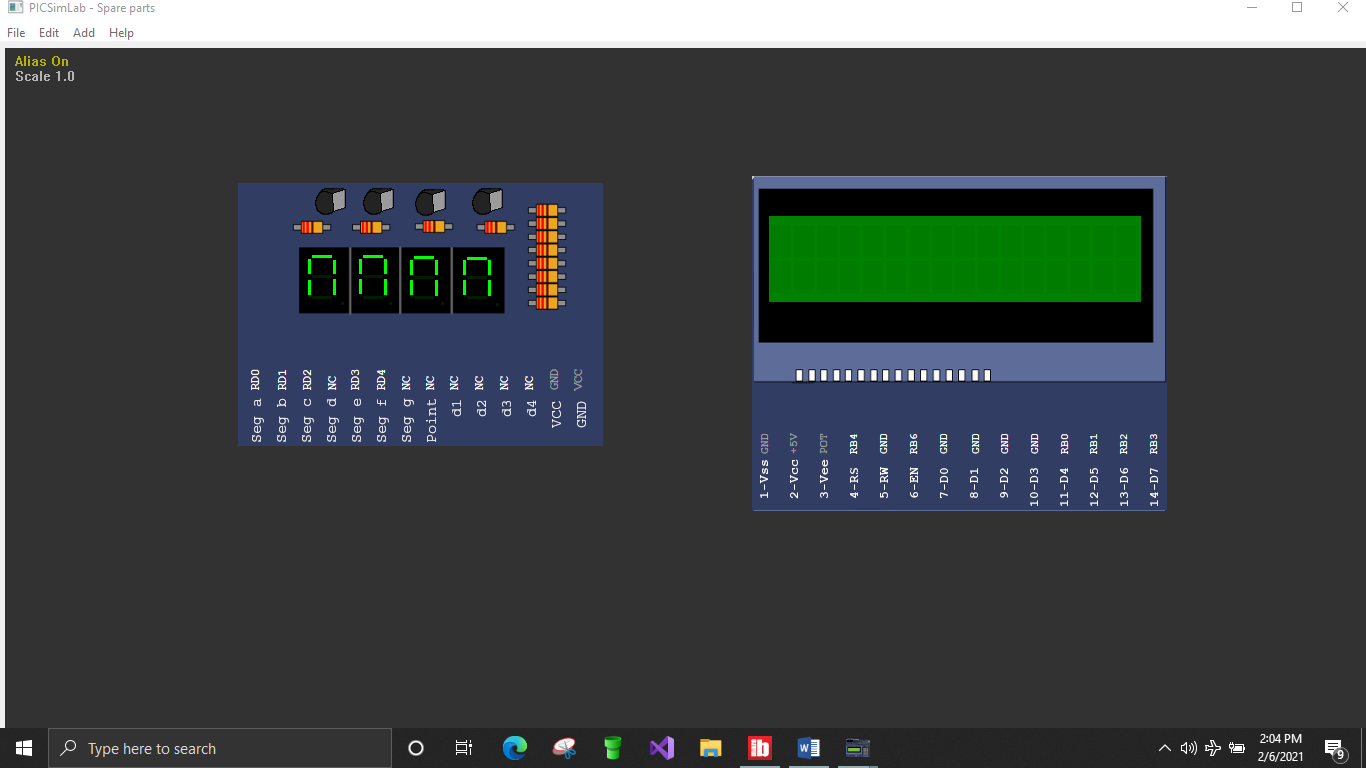 PICSimLab - Spare parts
File Edit Add Help
Alias On
Scale 1.0
Seg a RD0
Seg b RD1
Seg c RD2
Seg d NC
Seg e RD3
Seg f RD4
Seg g NC
Point NC
d1 NC
d2 NC
d3 NC
d4 NC
VCC GND
GND VCC
1-Vss GND
2-Vcc +5V
3-Vee POT
4-RS RB4
5-RW GND
6-EN RB6
7-D0 GND
8-D1 GND
9-D2 GND
10-D3 GND
11-D4 RB0
12-D5 RB1
13-D6 RB2
14-D7 RB3
Type here to search
ib
W
2:04 PM
2/6/2021
9